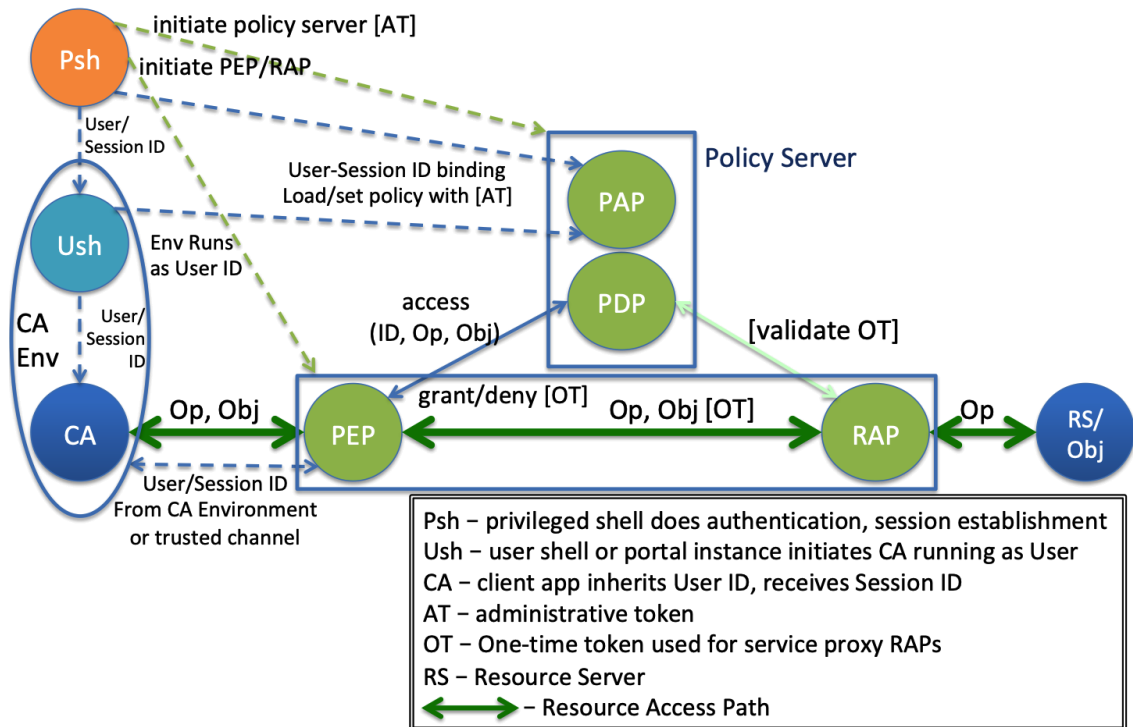 initiate policy server [AT]
Psh
initiate PEP/RAP
User/
Session ID
Policy Server
User-Session ID binding
Load/set policy with [AT]
PAP
Ush
Env Runs
as User ID
PDP
access
(ID, Op, Obj)
[validate OT]
CA
Env
User/
Session
ID
grant/deny [OT]
Op, Obj
Op, Obj [OT]
Op
CA
PEP
RAP
RS/
Obj
User/Session ID
From CA Environment
or trusted channel
Psh – privileged shell does authentication, session establishment
Ush – user shell or portal instance initiates CA running as User
CA – client app inherits User ID, receives Session ID
AT – administrative token
OT – One-time token used for service proxy RAPs
RS – Resource Server
– Resource Access Path